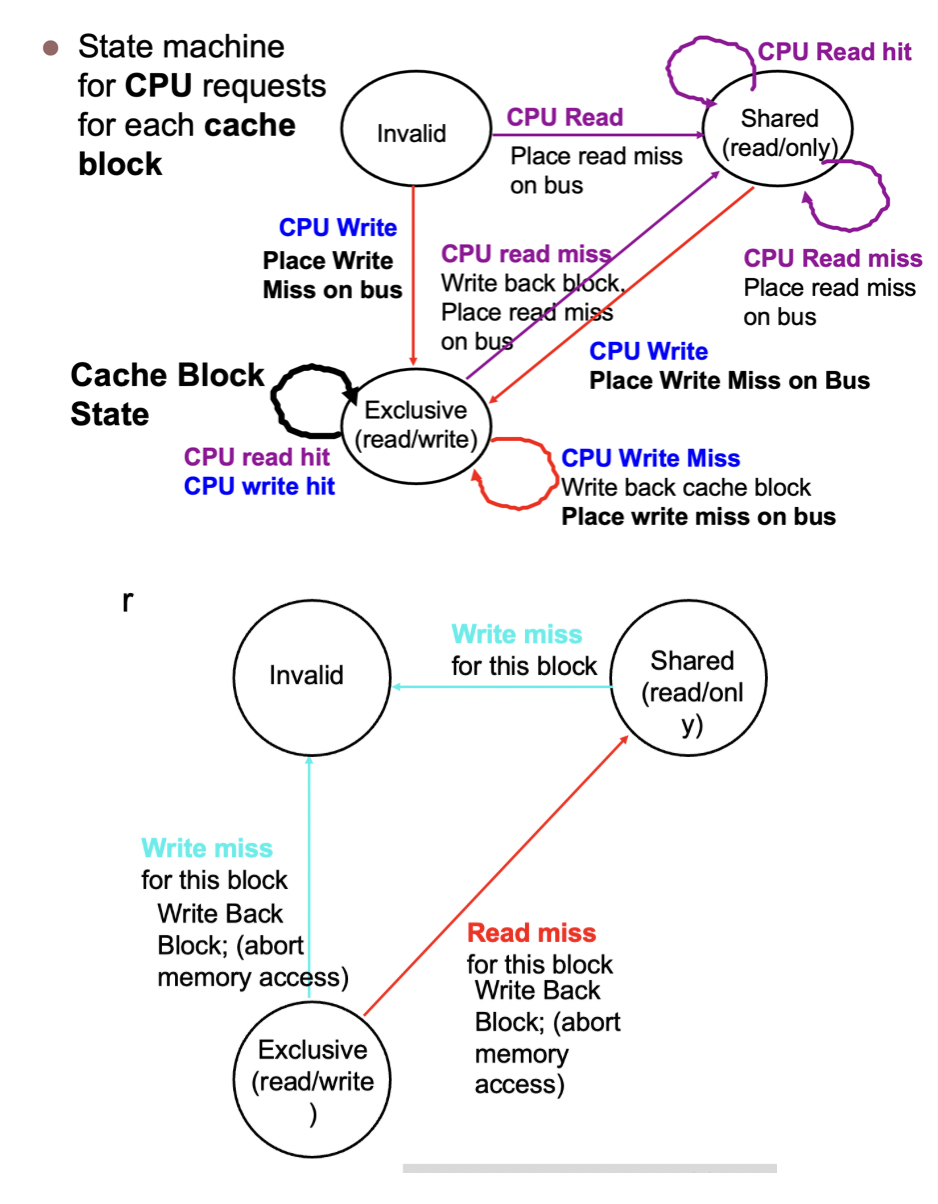 State machine
for CPU requests
for each cache
block
Invalid
CPU Read
Place read miss
on bus
CPU Read hit
Shared
(read/only)
CPU Write
Place Write
Miss on bus
CPU read miss
Write back block,
Place read miss
on bus
CPU Read miss
Place read miss
on bus
CPU Write
Place Write Miss on Bus
Cache Block
State
Exclusive
(read/write)
CPU read hit
CPU write hit
CPU Write Miss
Write back cache block
Place write miss on bus
r
Invalid
Write miss
for this block
Shared
(read/onl
y)
Write miss
for this block
Write Back
Block; (abort
memory access)
Read miss
for this block
Write Back
Block; (abort
memory
access)
Exclusive
(read/write
)